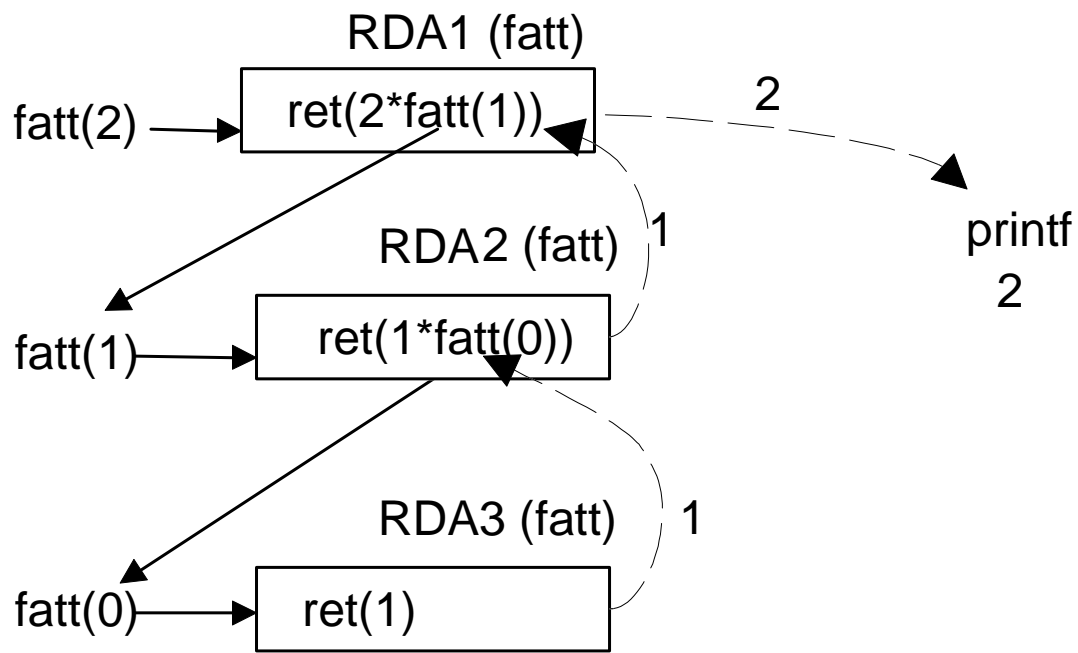 RDA1 (fatt)
fatt(2)
ret(2*fatt(1))
2
printf
2
1
RDA2 (fatt)
fatt(1)
ret(1*fatt(0))
RDA3 (fatt)
1
fatt(0)
ret(1)